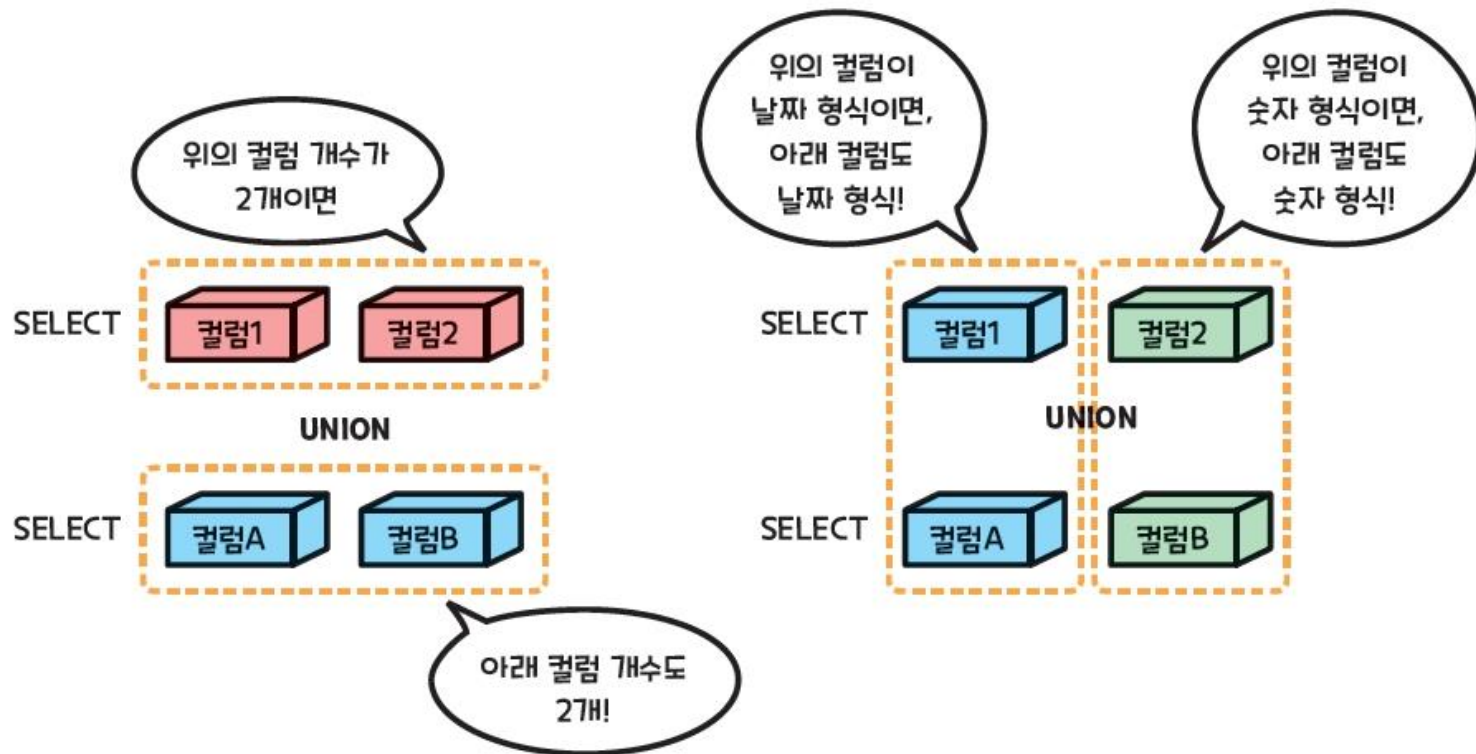 위의 컬럼 개수가
2개이면
SELECT
컬럼1
컬럼2
UNION
SELECT
컬럼A
컬럼B
아래 컬럼 개수도
2개!
위의 컬럼이
날짜 형식이면,
아래 컬럼도
날짜 형식!
위의 컬럼이
숫자 형식이면,
아래 컬럼도
숫자 형식!
SELECT
컬럼1
컬럼2
UNION
SELECT
컬럼A
컬럼B